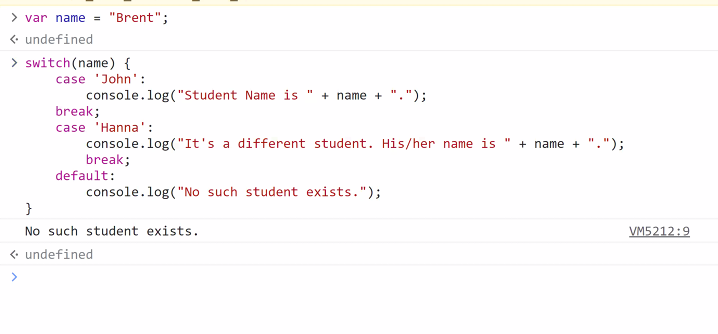 var name = "Brent";
undefined
switch(name) {
    case 'John':
        console.log("Student Name is " + name + ".");
    break;
    case 'Hanna':
        console.log("It's a different student. His/her name is " + name + ".");
        break;
    default:
        console.log("No such student exists.");
}
No such student exists. VM5212:9
undefined